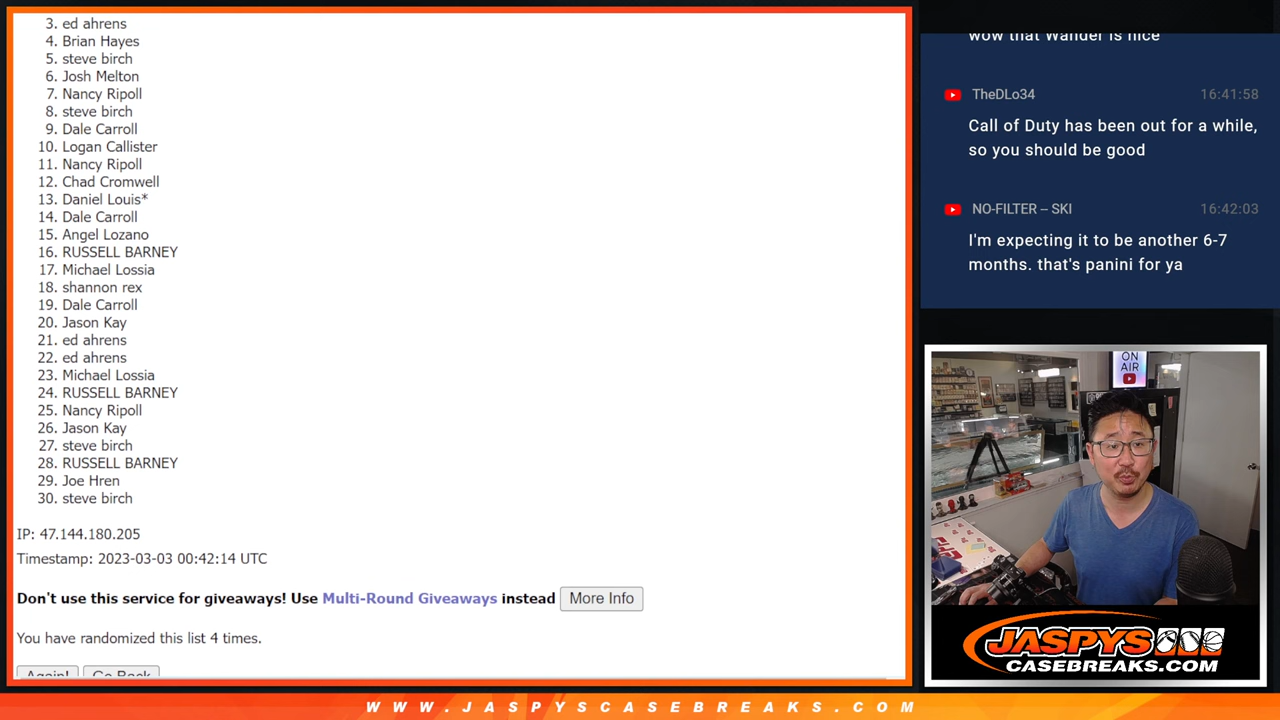 3. ed ahrens
4. Brian Hayes
5. steve birch
6. Josh Melton
7. Nancy Ripoll
8. steve birch
9. Dale Carroll
10. Logan Callister
11. Nancy Ripoll
12. Chad Cromwell
13. Daniel Louis*
14. Dale Carroll
15. Angel Lozano
16. RUSSELL BARNEY
17. Michael Lossia
18. shannon rex
19. Dale Carroll
20. Jason Kay
21. ed ahrens
22. ed ahrens
23. Michael Lossia
24. RUSSELL BARNEY
25. Nancy Ripoll
26. Jason Kay
27. steve birch
28. RUSSELL BARNEY
29. Joe Hren
30. steve birch
IP: 47.144.180.205
Timestamp: 2023-03-03 00:42:14 UTC
Don't use this service for giveaways! Use Multi-Round Giveaways instead More Info
You have randomized this list 4 times.
Again! Go Back
wow that Wander is nice
TheDLo34 16:41:58
Call of Duty has been out for a while,
so you should be good
NO-FILTER – SKI 16:42:03
I'm expecting it to be another 6-7
months. that's panini for ya
ON
AIR
JASPYS
CASEBREAKS.COM
WWW.JASPYSCASEBREAKS.COM